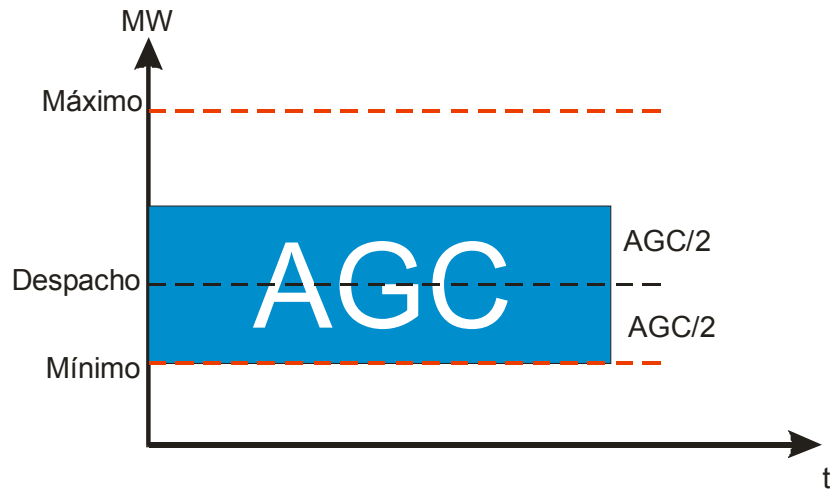 MW
Máximo
AGC
AGC/2
Despacho
AGC/2
Mínimo
t